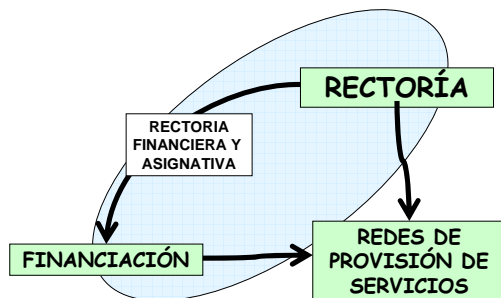 RECTORÍA
RECTORIA
FINANCIERA Y
ASIGNATIVA
FINANCIACIÓN
REDES DE
PROVISIÓN DE
SERVICIOS